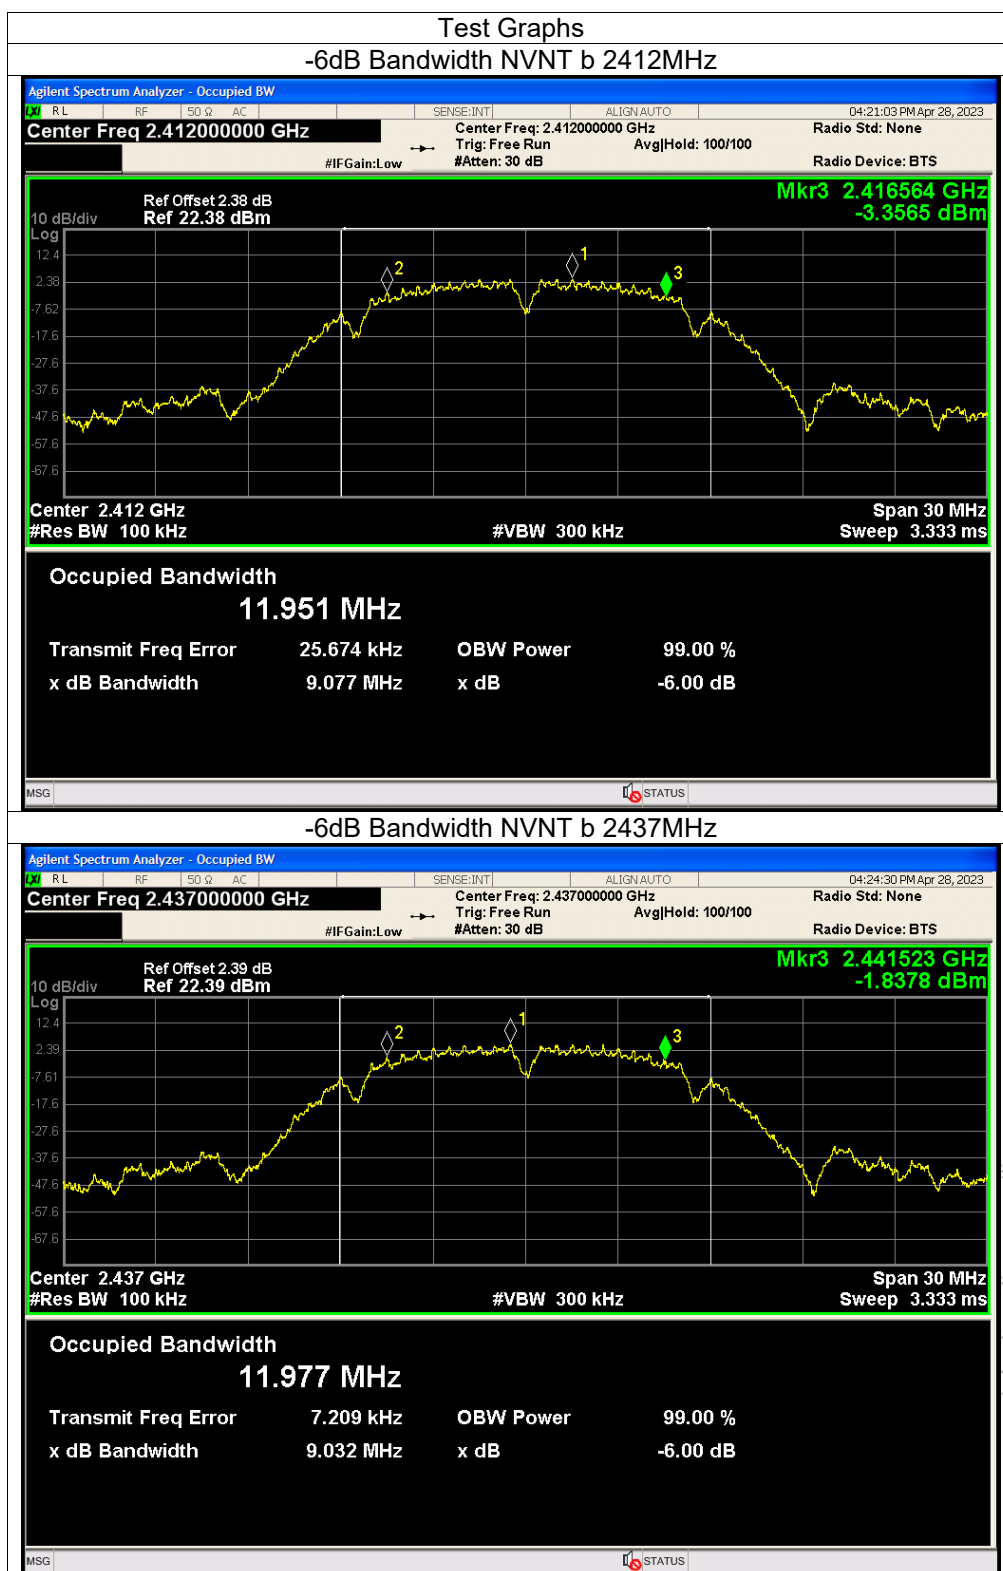 Test Graphs
-6dB Bandwidth NVNT b 2412MHz
Agilent Spectrum Analyzer - Occupied BW
LXI RL RF 50 Ω AC SENSE:INT ALIGN AUTO 04:21:03 PM Apr 28, 2023
Center Freq 2.412000000 GHz Center Freq: 2.412000000 GHz Radio Std: None
Trig: Free Run Avg|Hold: 100/100
#IFGain:Low #Atten: 30 dB Radio Device: BTS
Mkr3 2.416564 GHz
Ref Offset 2.38 dB
10 dB/div Ref 22.38 dBm -3.3565 dBm
Log
12.4
2.38
-7.62
-17.6
-27.6
-37.6
-47.6
-57.6
-67.6
2 1 3
Center 2.412 GHz Span 30 MHz
#Res BW 100 kHz #VBW 300 kHz Sweep 3.333 ms
Occupied Bandwidth
11.951 MHz
Transmit Freq Error 25.674 kHz OBW Power 99.00 %
x dB Bandwidth 9.077 MHz x dB -6.00 dB
MSG STATUS
-6dB Bandwidth NVNT b 2437MHz
Agilent Spectrum Analyzer - Occupied BW
LXI RL RF 50 Ω AC SENSE:INT ALIGN AUTO 04:24:30 PM Apr 28, 2023
Center Freq 2.437000000 GHz Center Freq: 2.437000000 GHz Radio Std: None
Trig: Free Run Avg|Hold: 100/100
#IFGain:Low #Atten: 30 dB Radio Device: BTS
Mkr3 2.441523 GHz
Ref Offset 2.39 dB
10 dB/div Ref 22.39 dBm -1.8378 dBm
Log
12.4
2.39
-7.61
-17.6
-27.6
-37.6
-47.6
-57.6
-67.6
2 1 3
Center 2.437 GHz Span 30 MHz
#Res BW 100 kHz #VBW 300 kHz Sweep 3.333 ms
Occupied Bandwidth
11.977 MHz
Transmit Freq Error 7.209 kHz OBW Power 99.00 %
x dB Bandwidth 9.032 MHz x dB -6.00 dB
MSG STATUS